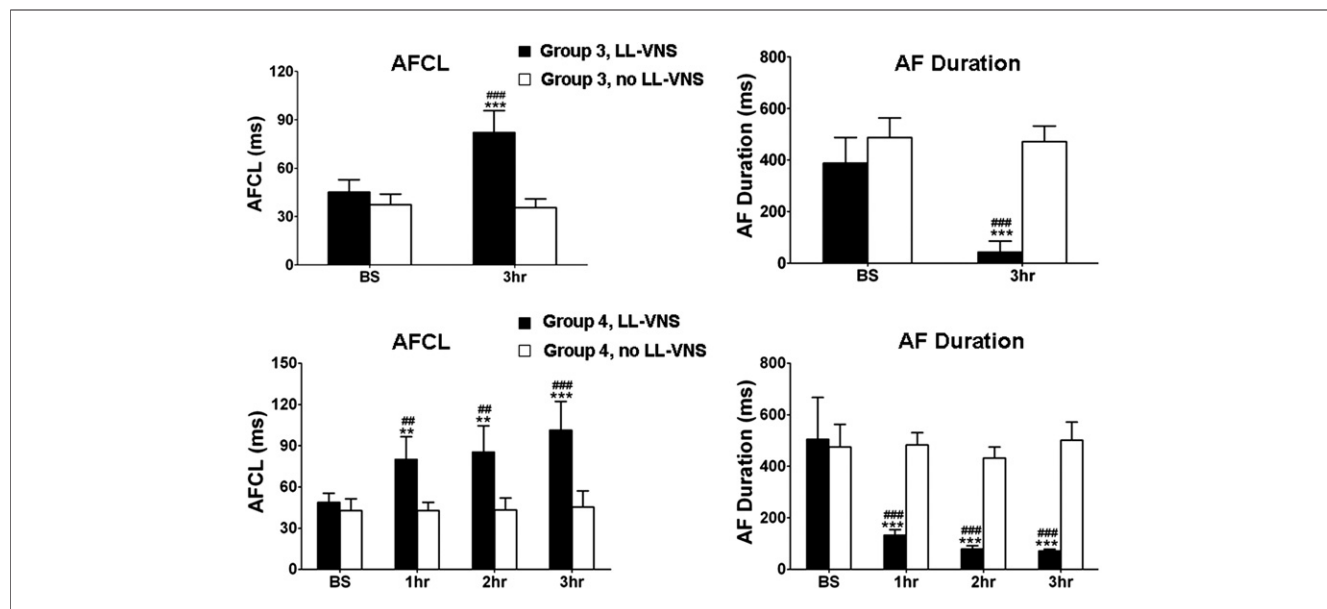 AFCL
Group 3, LL-VNS
Group 3, no LL-VNS
AFCL (ms)
120
90
60
30
0
###
***
BS 3hr
AF Duration
AF Duration (ms)
800
600
400
200
0
###
***
BS 3hr
AFCL
Group 4, LL-VNS
Group 4, no LL-VNS
AFCL (ms)
150
120
90
60
30
0
##
**
##
**
###
***
BS 1hr 2hr 3hr
AF Duration
AF Duration (ms)
800
600
400
200
0
###
***
###
***
###
***
BS 1hr 2hr 3hr